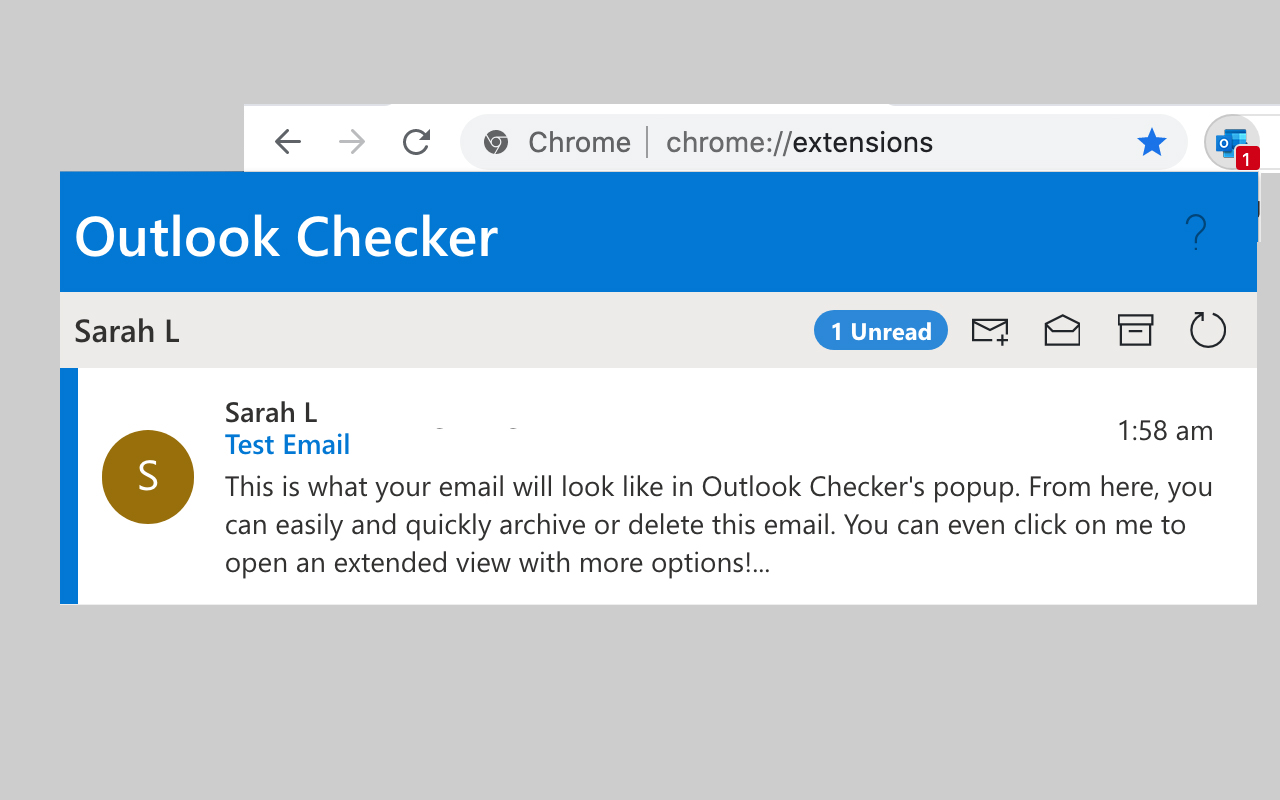 Chrome chrome://extensions
1
Outlook Checker
?
Sarah L
1 Unread
Sarah L
Test Email
1:58 am
S
This is what your email will look like in Outlook Checker's popup. From here, you
can easily and quickly archive or delete this email. You can even click on me to
open an extended view with more options!...